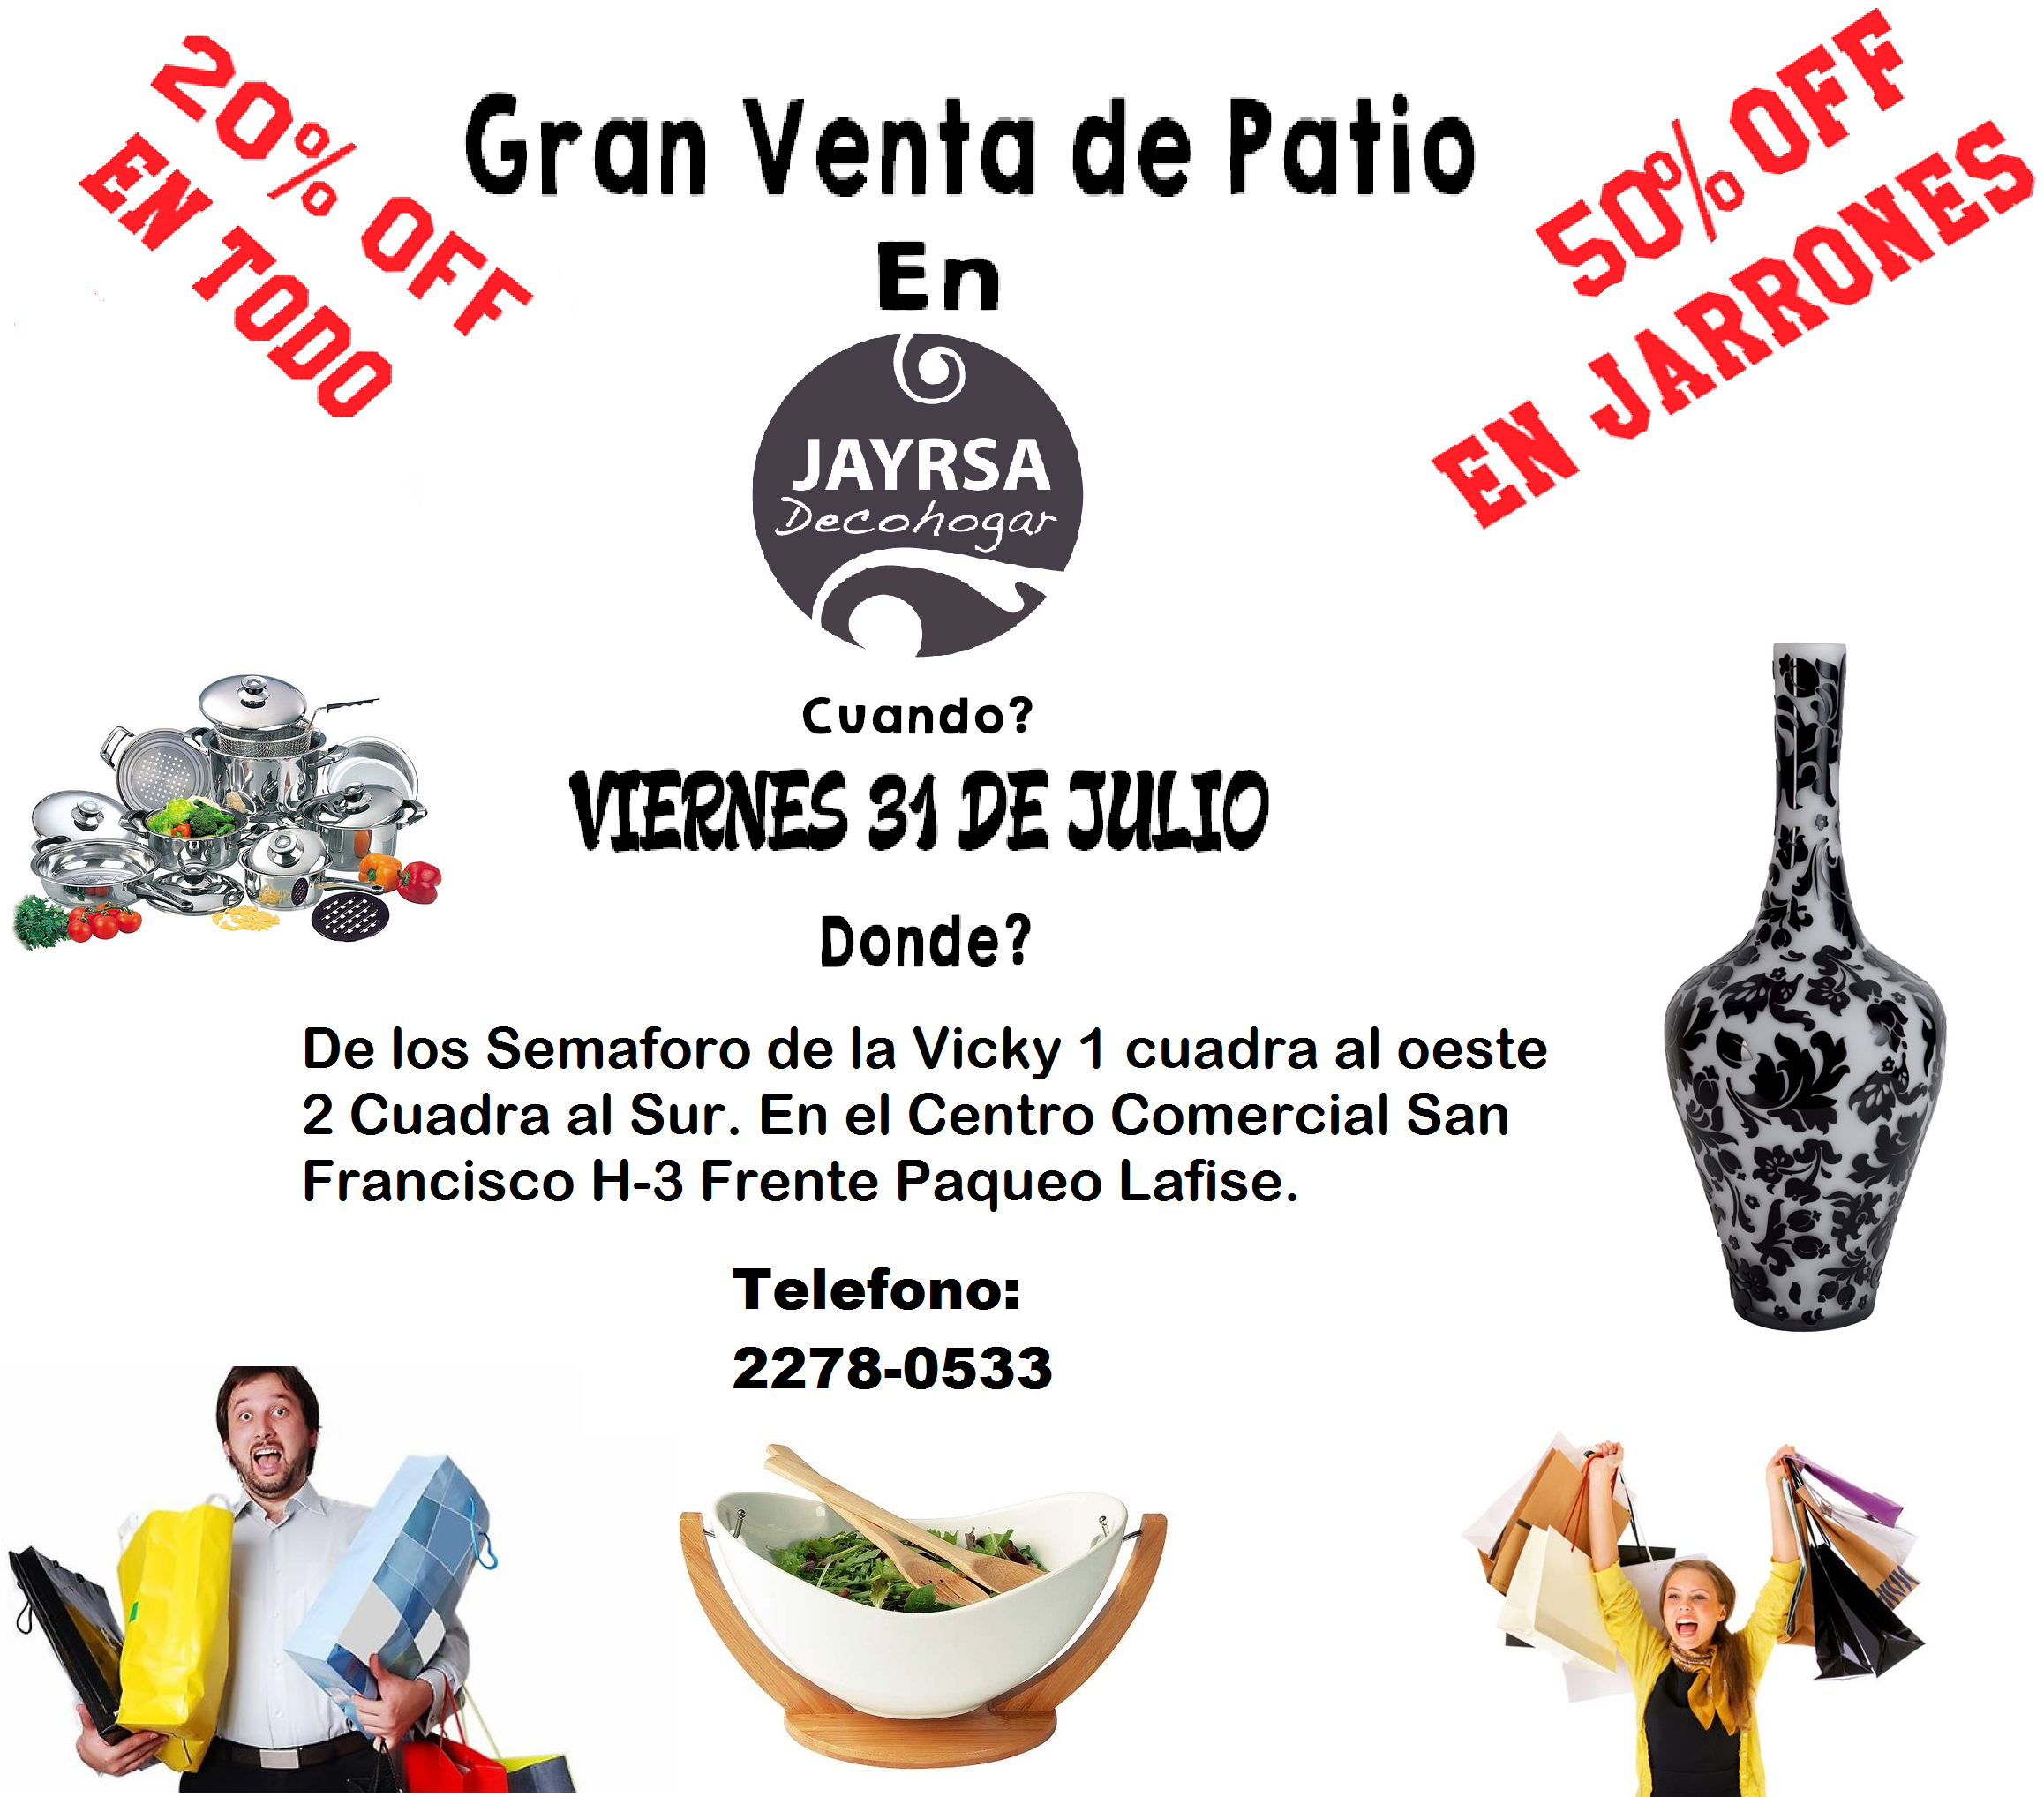 20% OFF
EN TODO
Gran Venta de Patio
50% OFF
EN JARRONES
En
JAYRSA
Decohogar
Cuando?
VIERNES 31 DE JULIO
Donde?
De los Semaforo de la Vicky 1 cuadra al oeste
2 Cuadra al Sur. En el Centro Comercial San
Francisco H-3 Frente Paqueo Lafise.
Telefono:
2278-0533